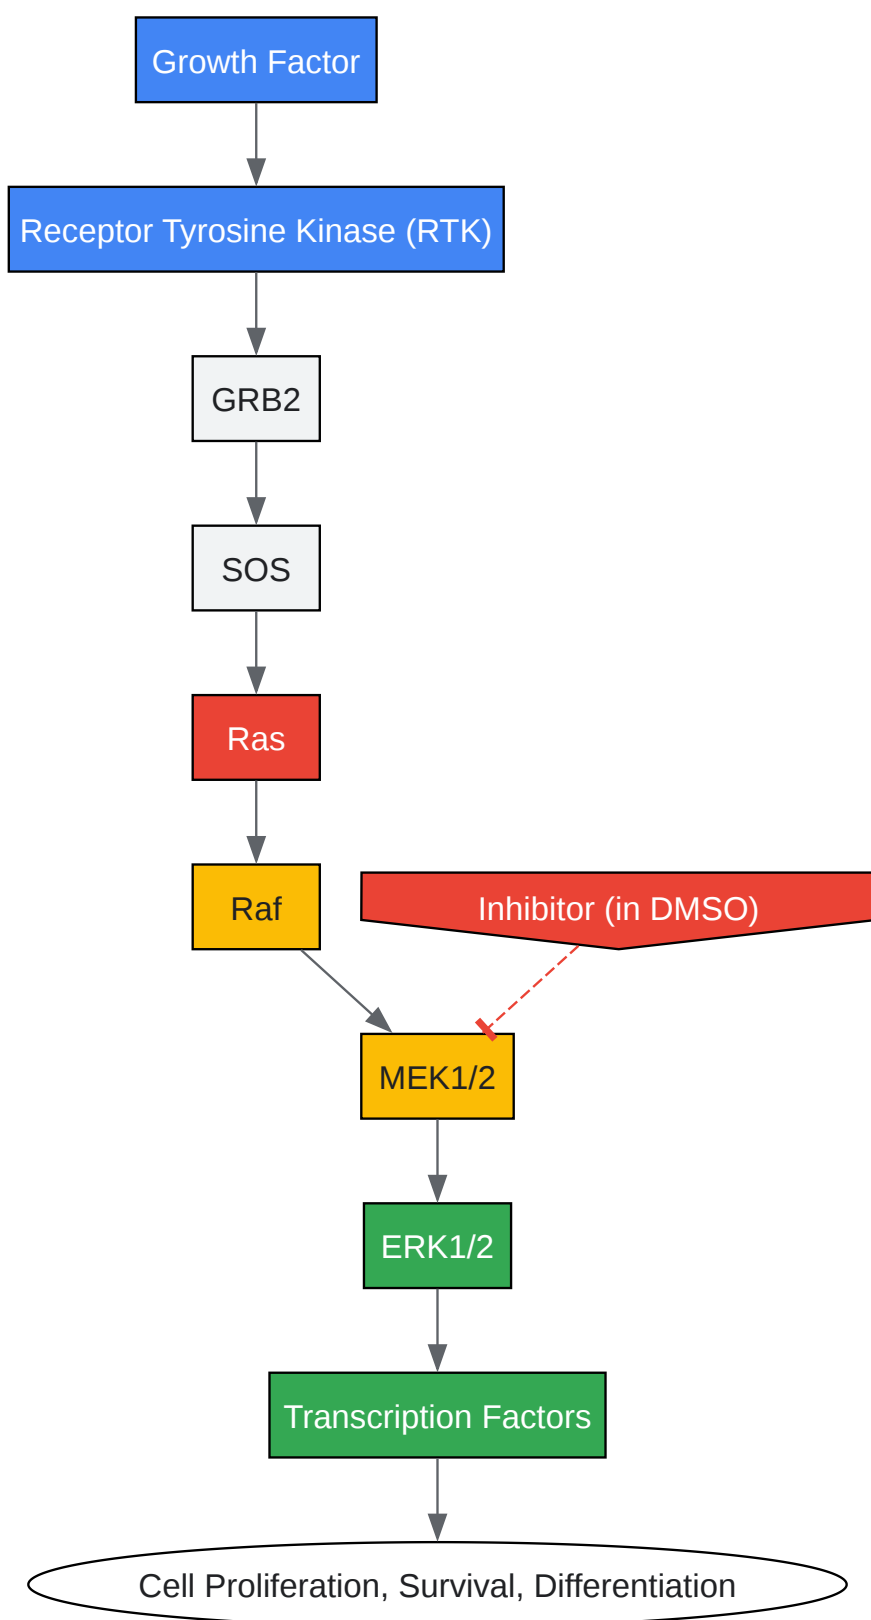 Growth Factor
Receptor Tyrosine Kinase (RTK)
GRB2
SOS
Ras
Raf
Inhibitor (in DMSO)
MEK1/2
ERK1/2
Transcription Factors
Cell Proliferation, Survival, Differentiation